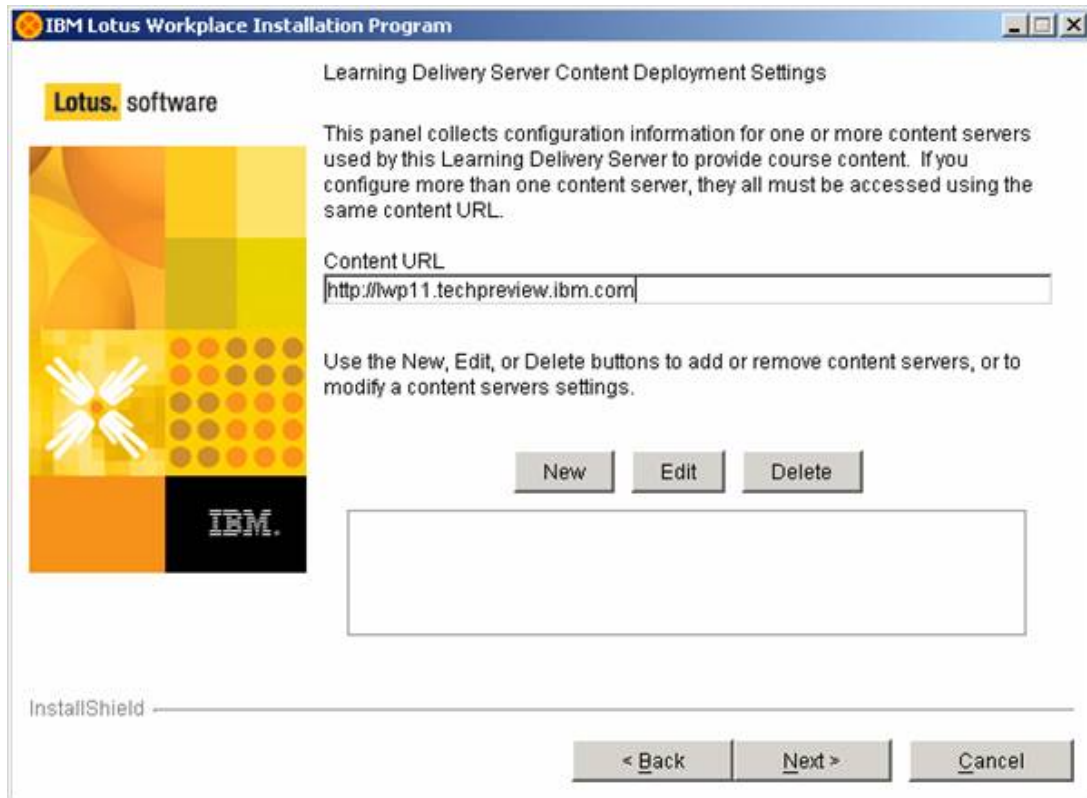 IBM Lotus Workplace Installation Program
Lotus. software
Learning Delivery Server Content Deployment Settings
This panel collects configuration information for one or more content servers
used by this Learning Delivery Server to provide course content. If you
configure more than one content server, they all must be accessed using the
same content URL.
Content URL
http://lwp11.techpreview.ibm.com
Use the New, Edit, or Delete buttons to add or remove content servers, or to
modify a content servers settings.
New Edit Delete
IBM.
InstallShield
< Back Next > Cancel